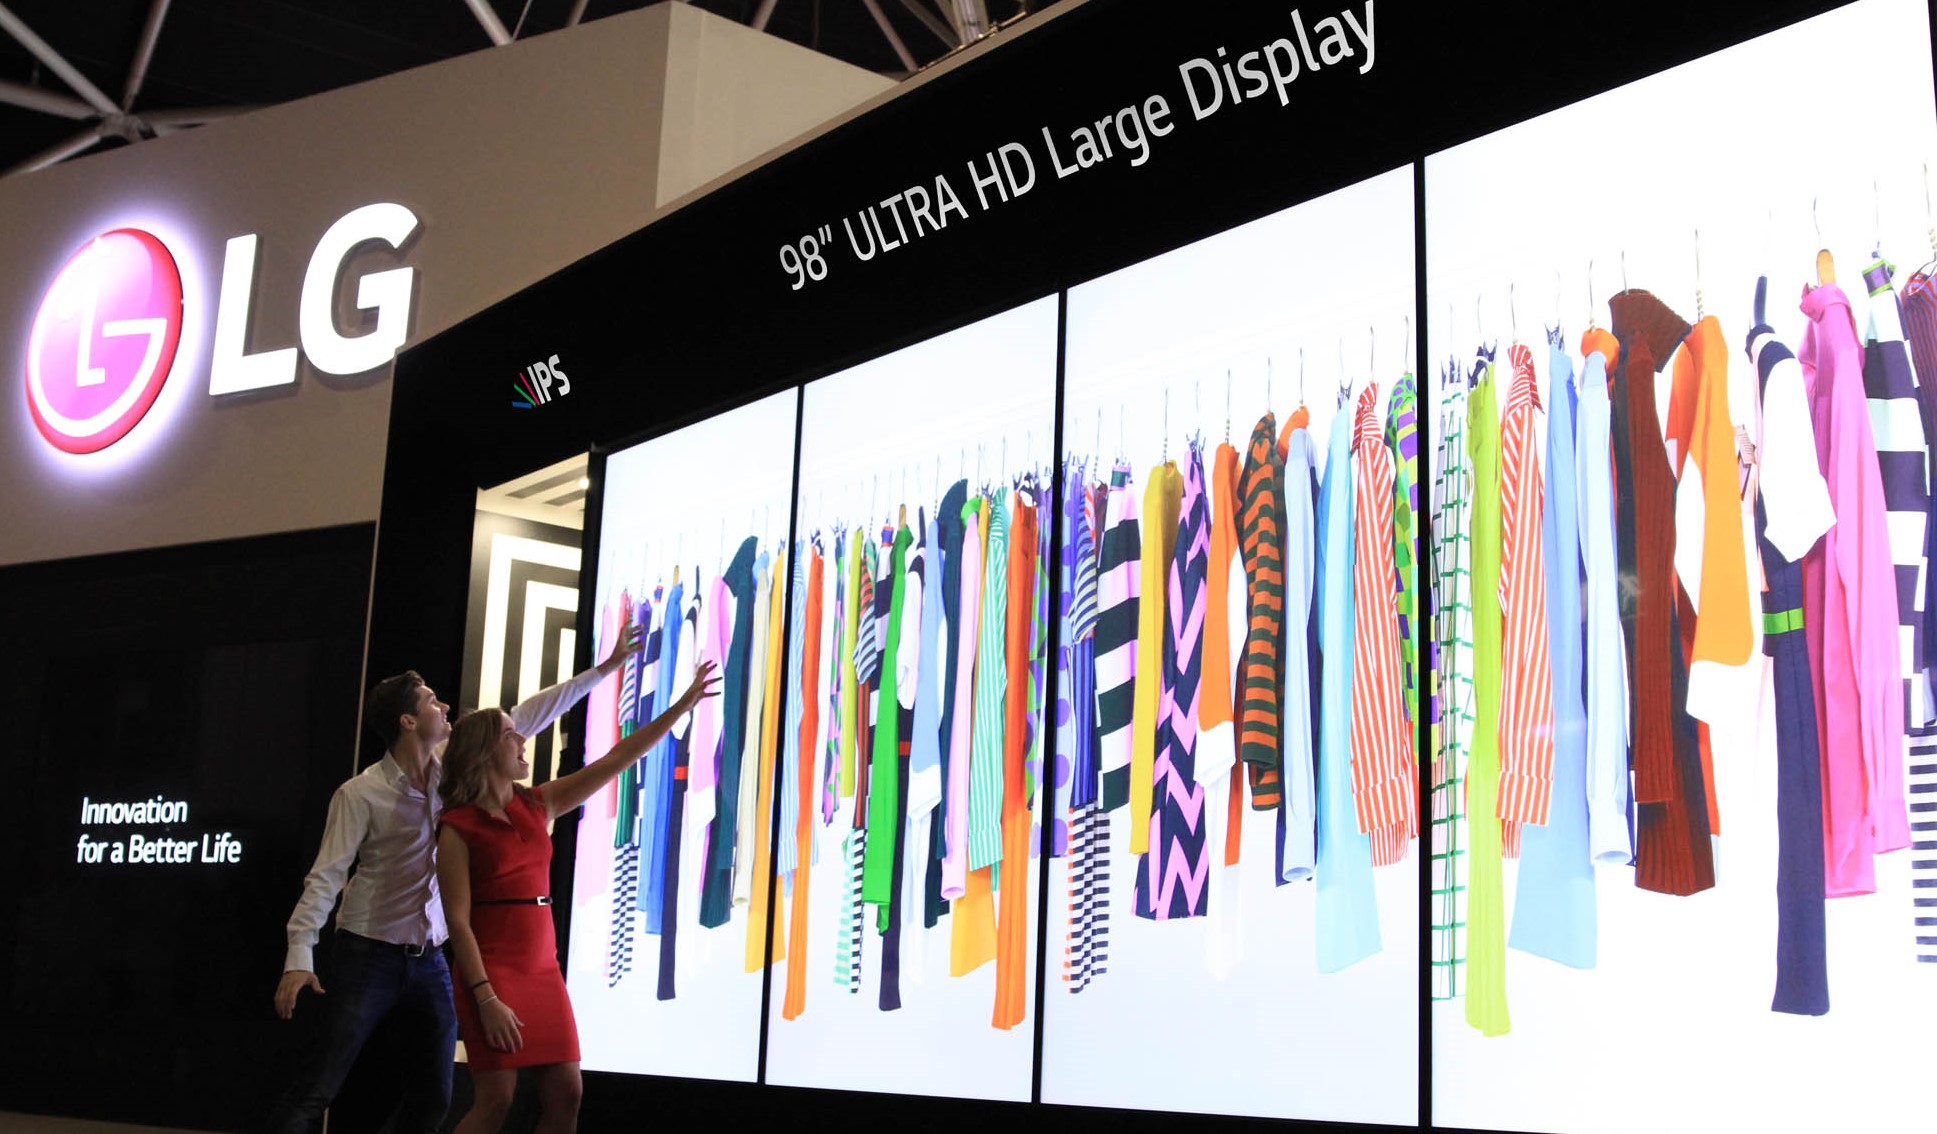 LG
98” ULTRA HD Large Display
IPS
Innovation
for a Better Life